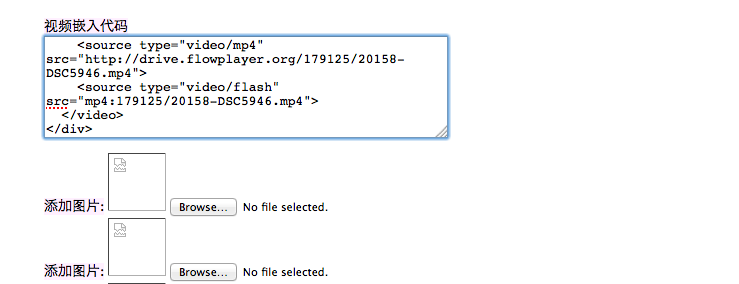 视频嵌入代码
<source type="video/mp4"
src="http://drive.flowplayer.org/179125/20158-
DSC5946.mp4">
<source type="video/flash"
src="mp4:179125/20158-DSC5946.mp4">
</video>
</div>
添加图片: Browse... No file selected.
添加图片: Browse... No file selected.